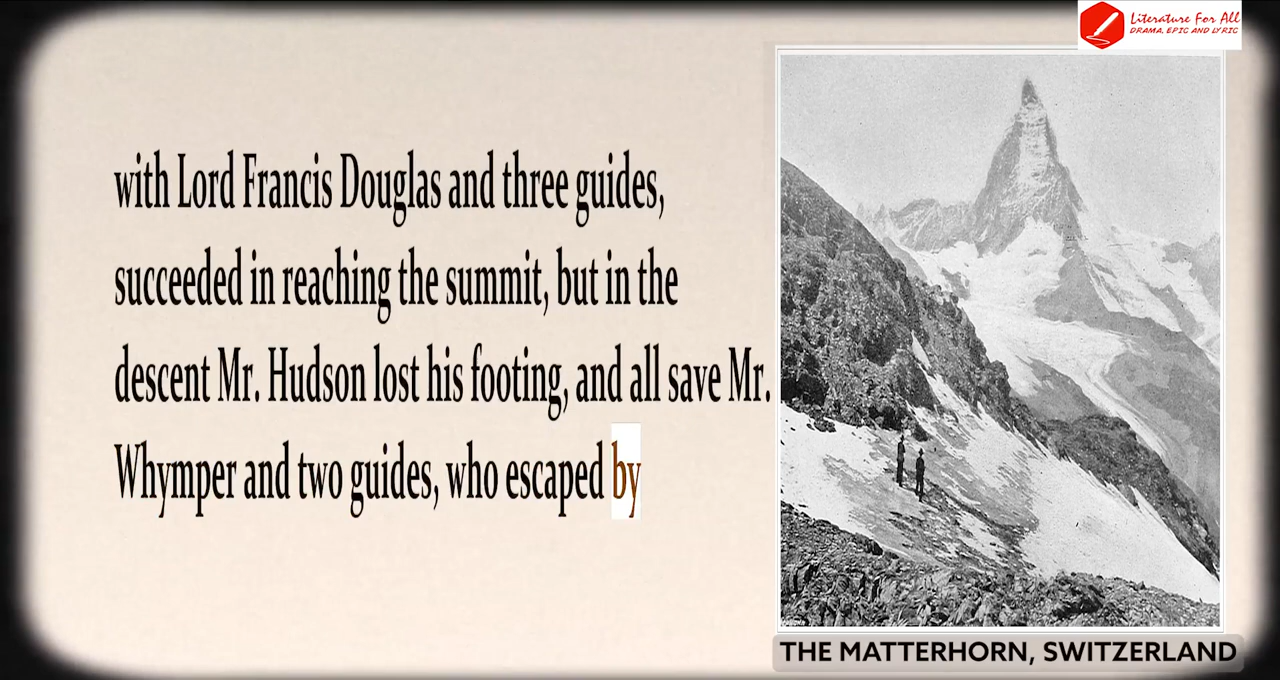 Literature For All
DRAMA, EPIC AND LYRIC
with Lord Francis Douglas and three guides,
succeeded in reaching the summit, but in the
descent Mr. Hudson lost his footing, and all save Mr.
Whymper and two guides, who escaped by
THE MATTERHORN, SWITZERLAND